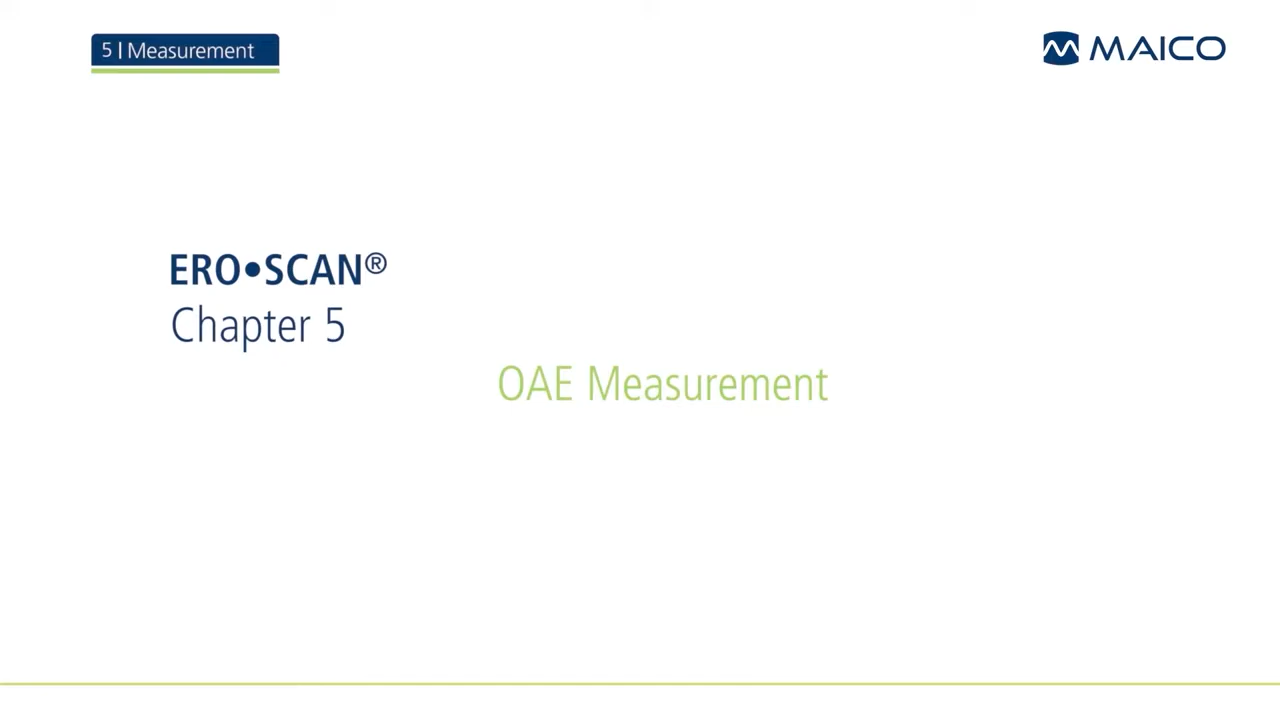 5 | Measurement
MAICO
ERO•SCAN®
Chapter 5
OAE Measurement